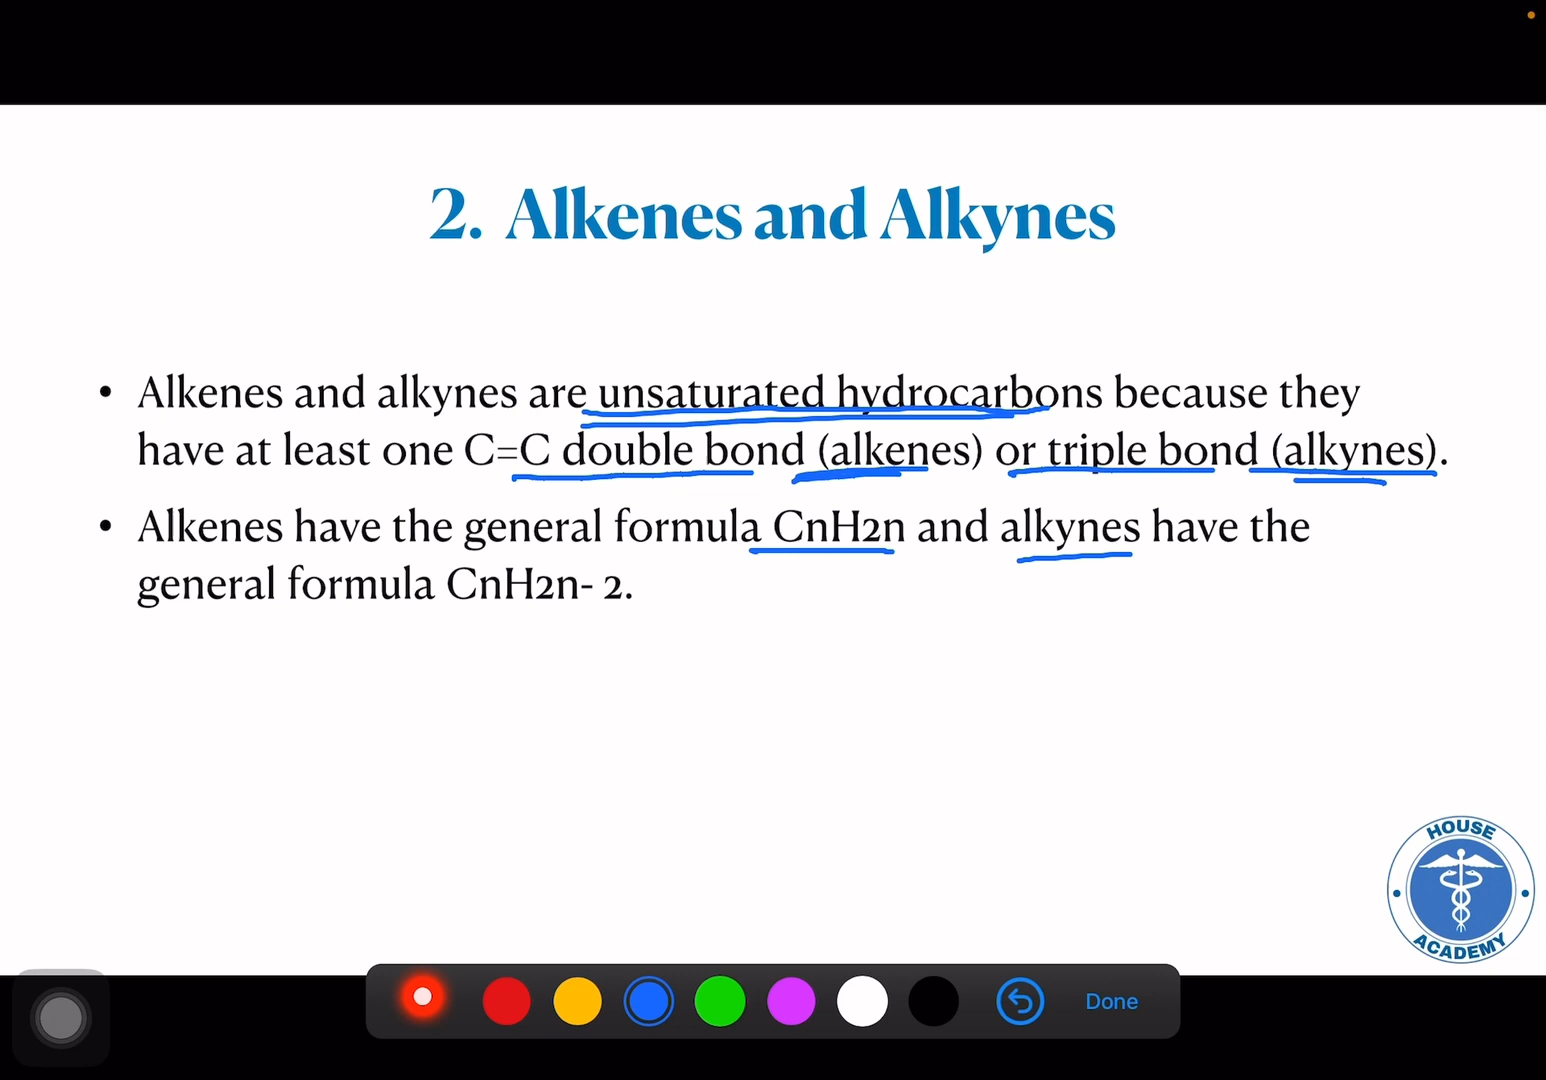 2. Alkenes and Alkynes
• Alkenes and alkynes are unsaturated hydrocarbons because they
have at least one C=C double bond (alkenes) or triple bond (alkynes).
• Alkenes have the general formula CnH2n and alkynes have the
general formula CnH2n- 2.
HOUSE
ACADEMY
Done